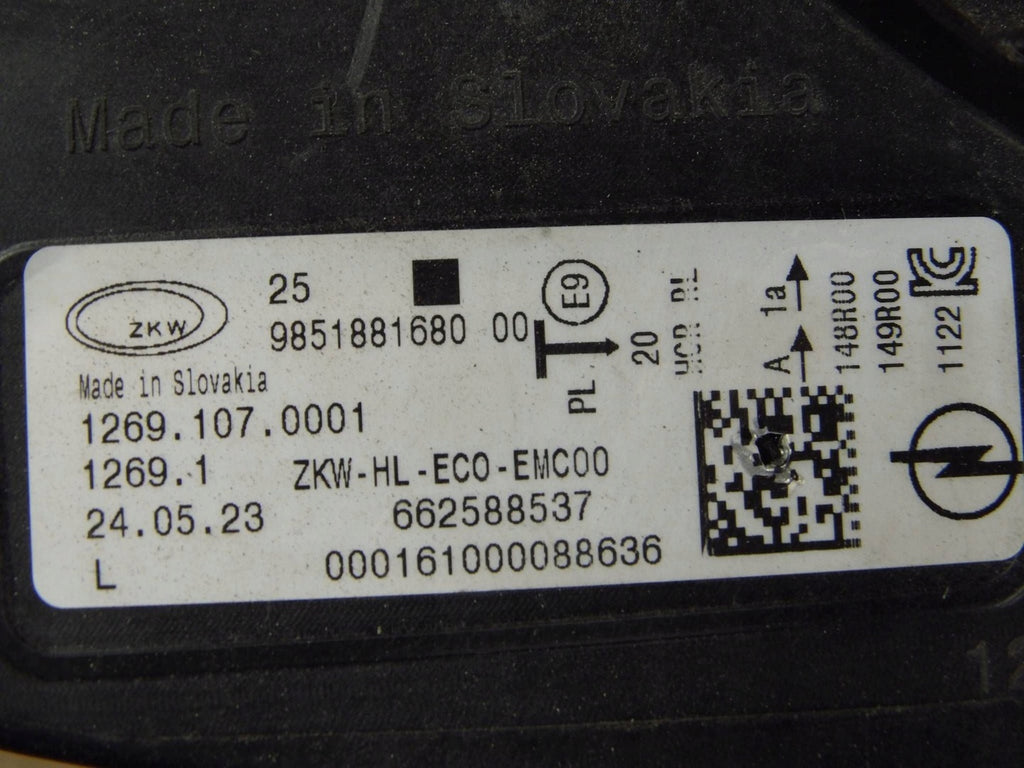 Made in Slovakia
ZKW
25
9851881680 00
Made in Slovakia
1269.107.0001
1269.1 ZKW-HL-ECO-EMC00
24.05.23 662588537
L 000161000088636
E9
PL
20
A 1a
148R00
149R00
1122
12